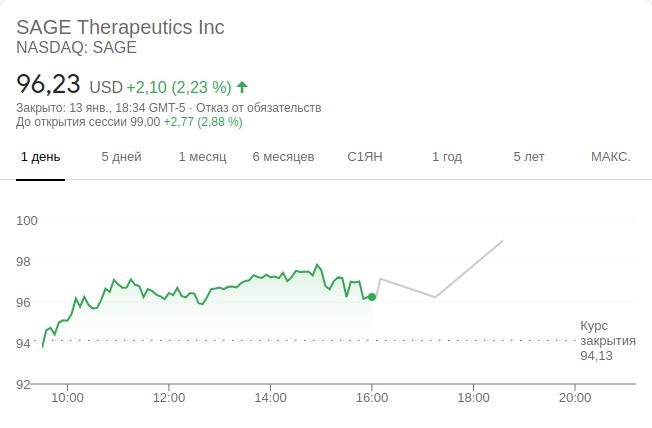 SAGE Therapeutics Inc
NASDAQ: SAGE
96,23 USD +2,10 (2,23 %)
Закрыто: 13 янв., 18:34 GMT-5 · Отказ от обязательств
До открытия сессии 99,00 +2,77 (2,88 %)
1 день 5 дней 1 месяц 6 месяцев С1ЯН 1 год 5 лет МАКС.
100
98
96
94
92
Курс
закрытия
94,13
10:00 12:00 14:00 16:00 18:00 20:00